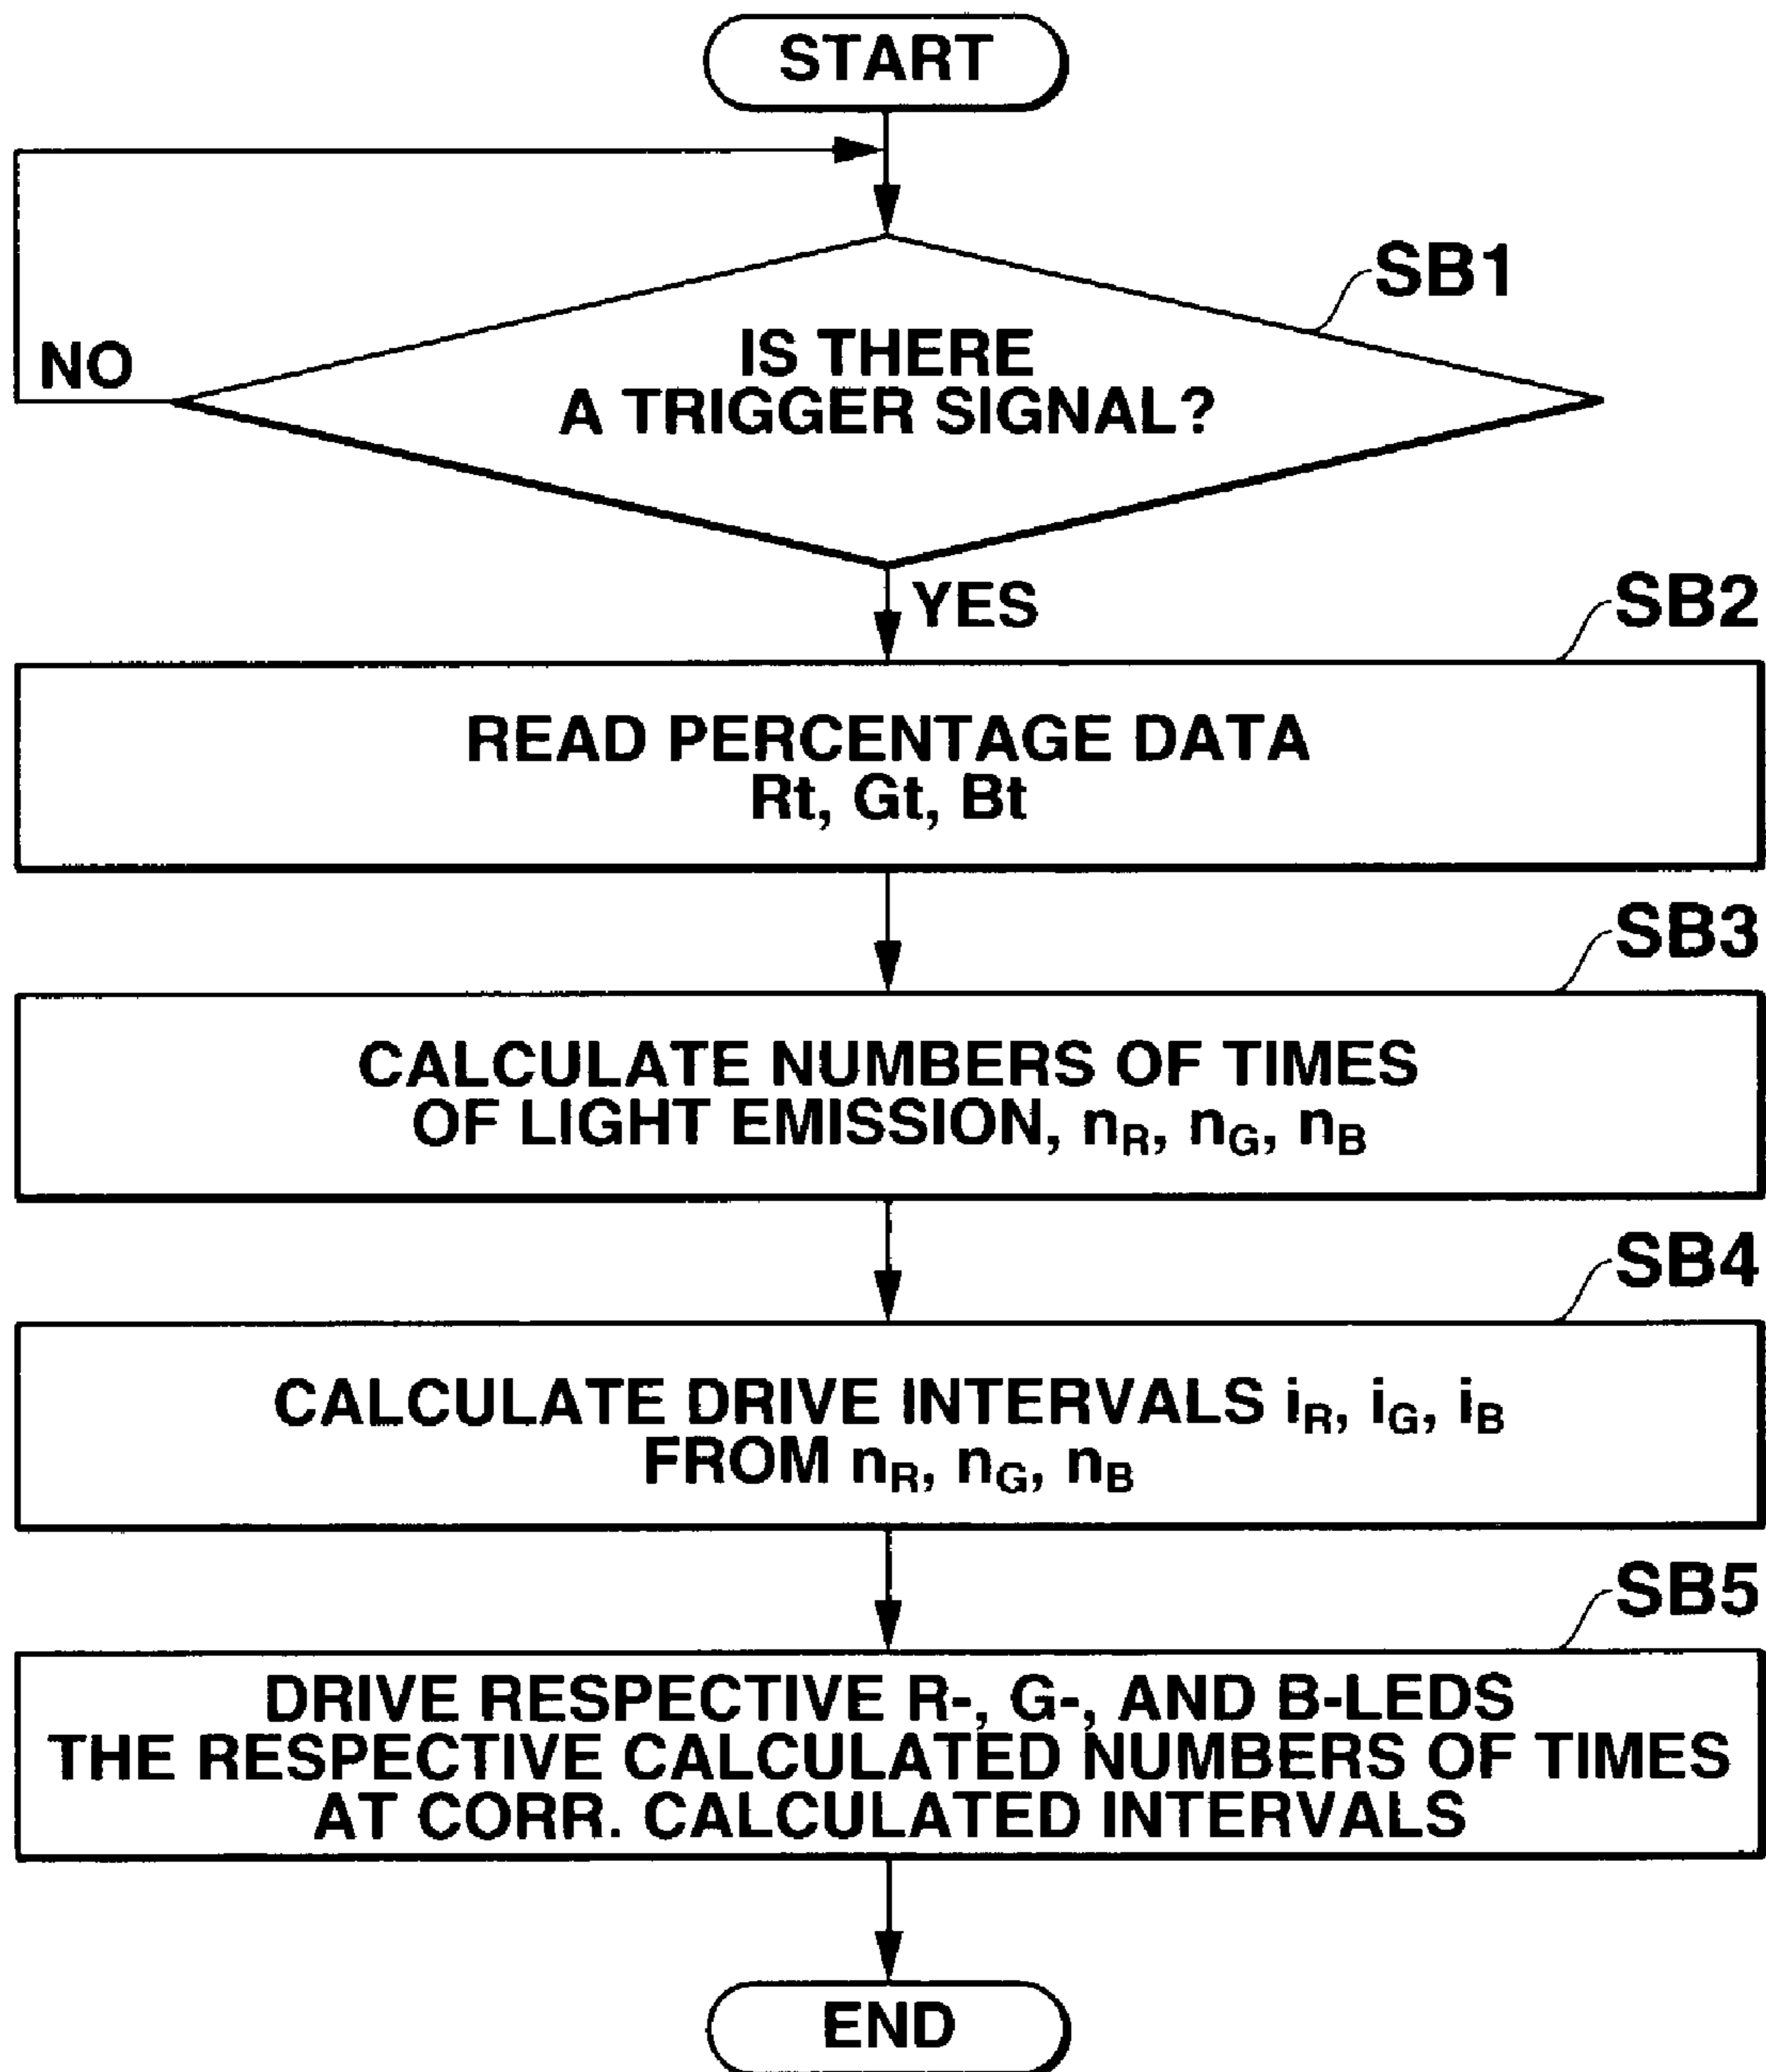 START
SB1
IS THERE
A TRIGGER SIGNAL?
NO
YES
SB2
READ PERCENTAGE DATA
Rt, Gt, Bt
SB3
CALCULATE NUMBERS OF TIMES
OF LIGHT EMISSION, nR, nG, nB
SB4
CALCULATE DRIVE INTERVALS iR, iG, iB
FROM nR, nG, nB
SB5
DRIVE RESPECTIVE R-, G-, AND B-LEDS
THE RESPECTIVE CALCULATED NUMBERS OF TIMES
AT CORR. CALCULATED INTERVALS
END